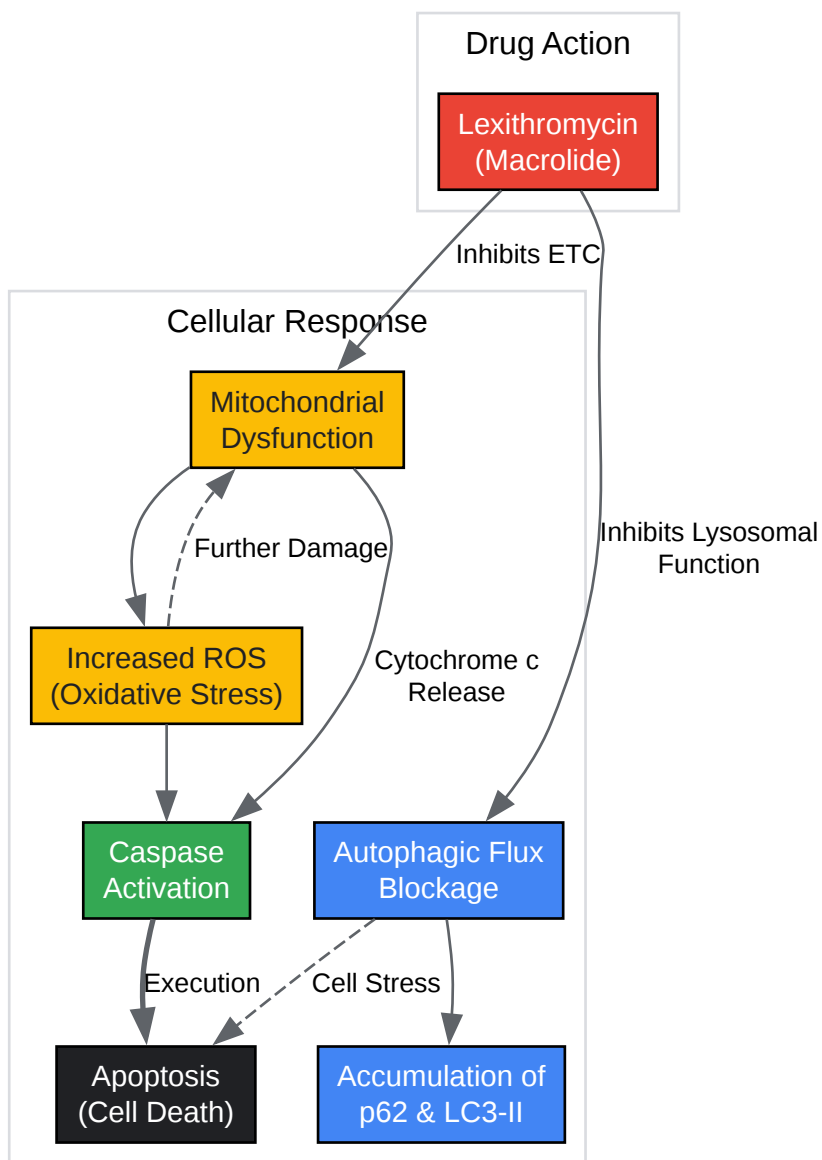 Drug Action
Lexithromycin
(Macrolide)
Inhibits ETC
Cellular Response
Mitochondrial
Dysfunction
Further Damage
Inhibits Lysosomal
Function
Increased ROS
(Oxidative Stress)
Cytochrome c
Release
Caspase
Activation
Autophagic Flux
Blockage
Execution
Cell Stress
Apoptosis
(Cell Death)
Accumulation of
p62 & LC3-II